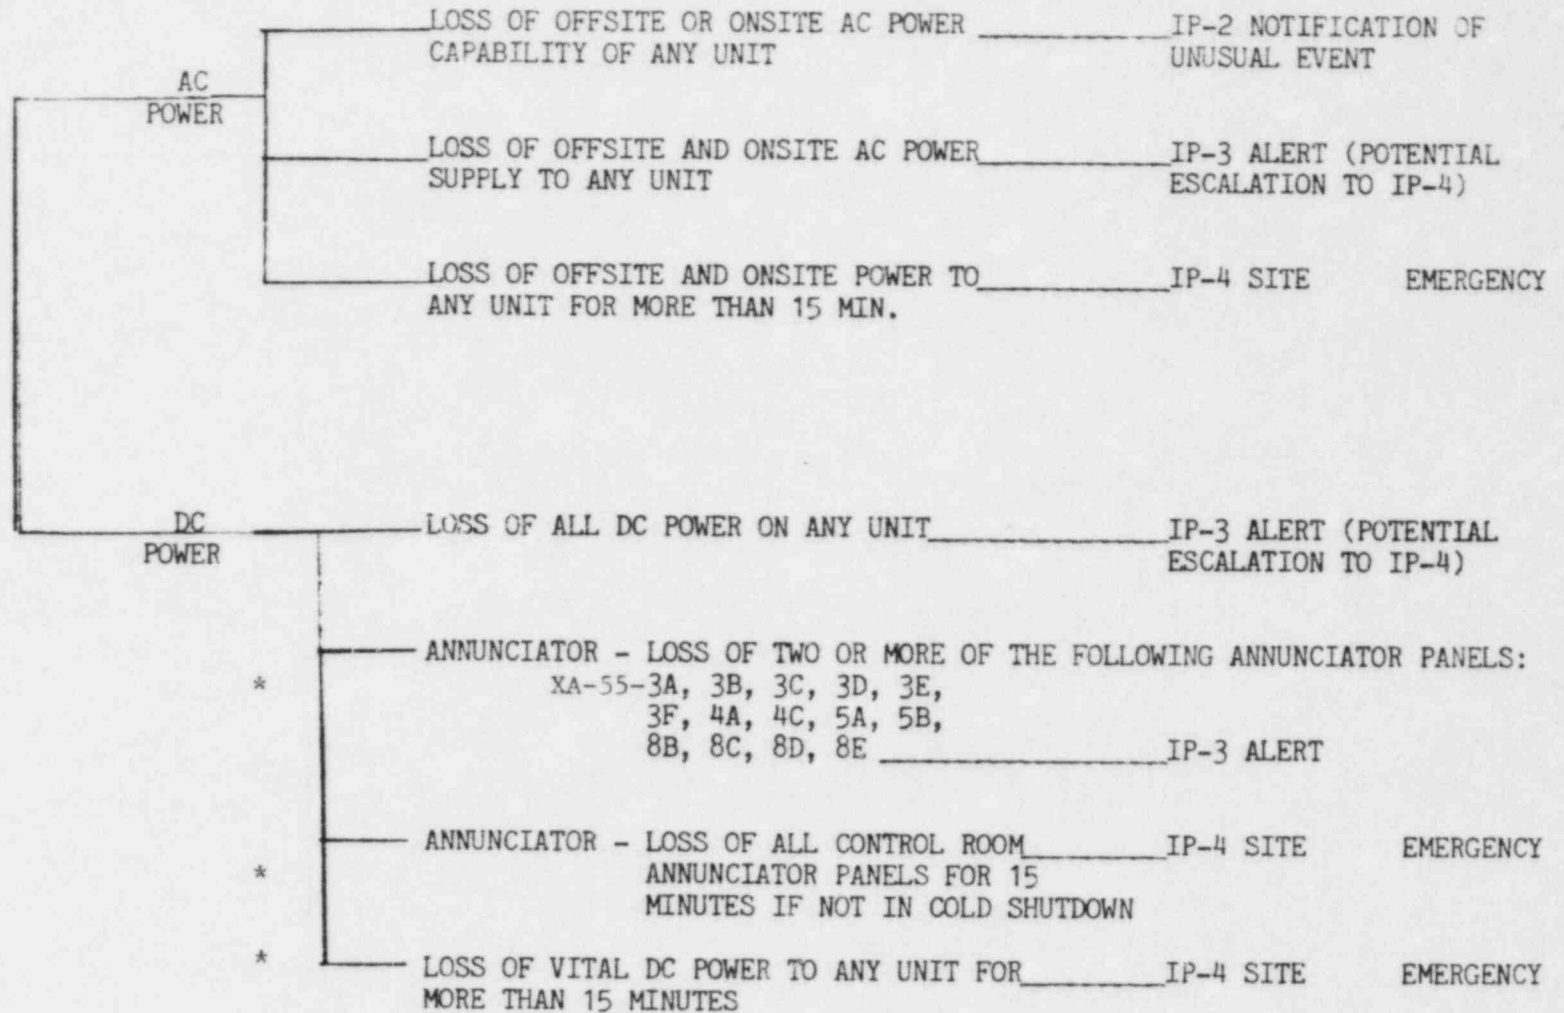 LOSS OF OFFSITE OR ONSITE AC POWER IP-2 NOTIFICATION OF
CAPABILITY OF ANY UNIT UNUSUAL EVENT
AC
POWER
LOSS OF OFFSITE AND ONSITE AC POWER IP-3 ALERT (POTENTIAL
SUPPLY TO ANY UNIT ESCALATION TO IP-4)
LOSS OF OFFSITE AND ONSITE POWER TO IP-4 SITE EMERGENCY
ANY UNIT FOR MORE THAN 15 MIN.
DC
POWER
LOSS OF ALL DC POWER ON ANY UNIT IP-3 ALERT (POTENTIAL
ESCALATION TO IP-4)
ANNUNCIATOR - LOSS OF TWO OR MORE OF THE FOLLOWING ANNUNCIATOR PANELS:
* XA-55-3A, 3B, 3C, 3D, 3E,
3F, 4A, 4C, 5A, 5B,
8B, 8C, 8D, 8E IP-3 ALERT
ANNUNCIATOR - LOSS OF ALL CONTROL ROOM IP-4 SITE EMERGENCY
* ANNUNCIATOR PANELS FOR 15
MINUTES IF NOT IN COLD SHUTDOWN
* LOSS OF VITAL DC POWER TO ANY UNIT FOR IP-4 SITE EMERGENCY
MORE THAN 15 MINUTES